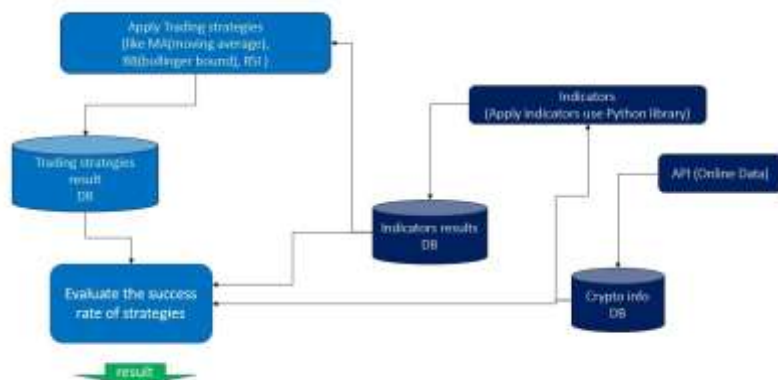 Apply Trading strategies
(like MA(moving average),
BB(bollinger bound), RSI)
Indicators
(Apply indicators use Python library)
Trading strategies
result
DB
API (Online Data)
Indicators results
DB
Evaluate the success
rate of strategies
Crypto info
DB
result